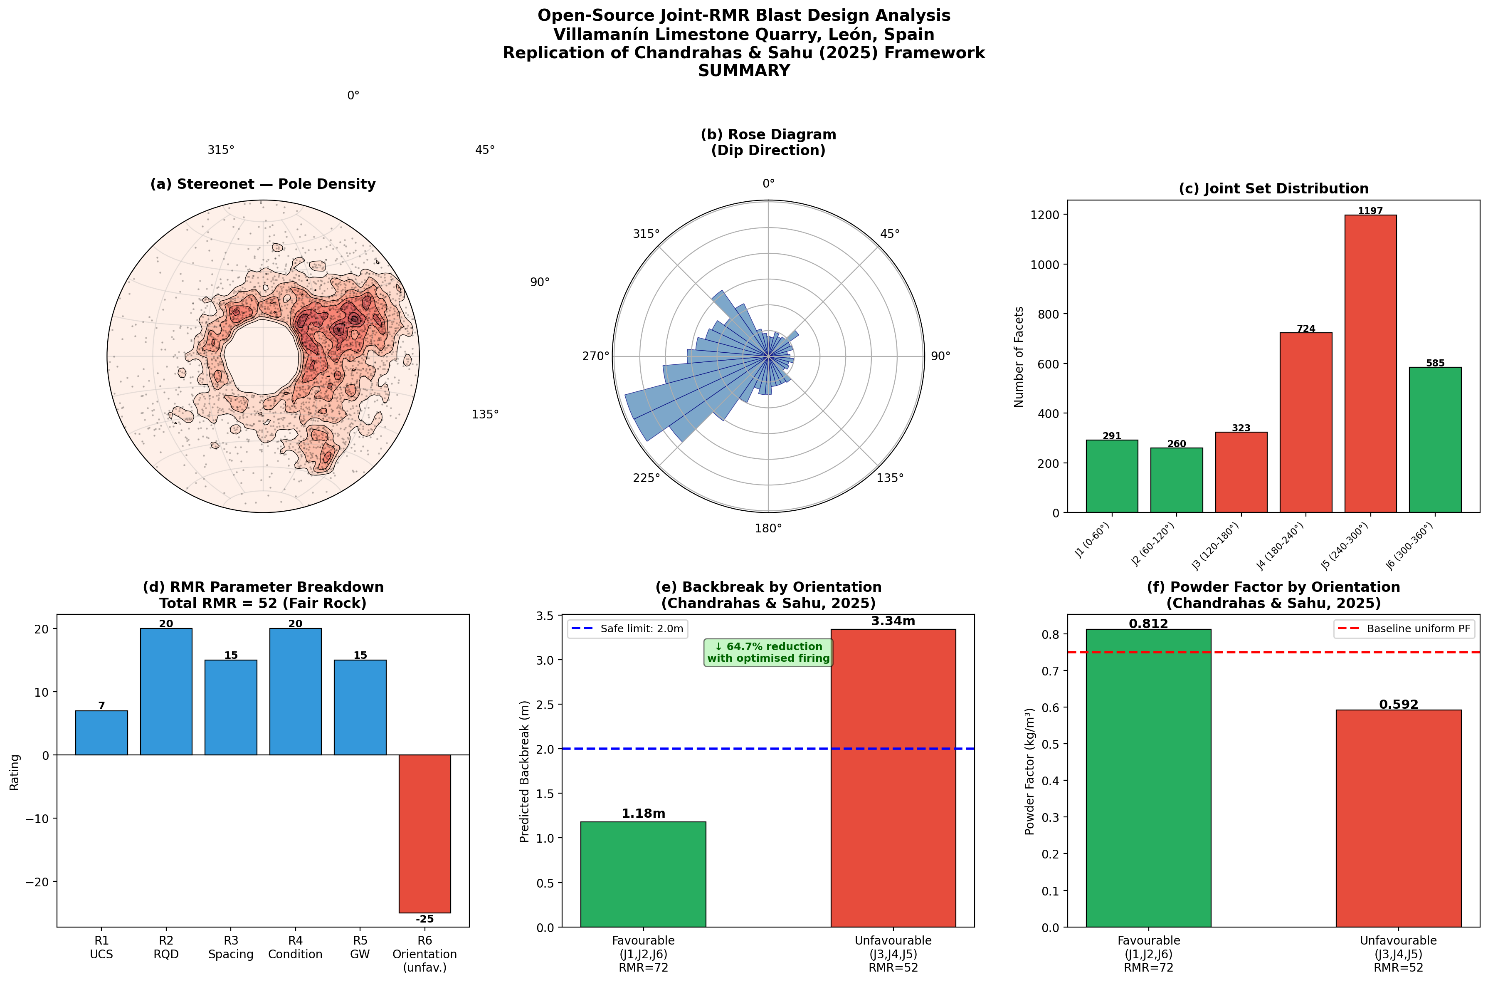 Open-Source Joint-RMR Blast Design Analysis
Villamanín Limestone Quarry, León, Spain
Replication of Chandrahas & Sahu (2025) Framework
SUMMARY
(a) Stereonet — Pole Density
0°
45°
90°
135°
315°
(b) Rose Diagram
(Dip Direction)
0°
45°
90°
135°
180°
225°
270°
315°
(c) Joint Set Distribution
Number of Facets
1200
1000
800
600
400
200
0
291
260
323
724
1197
585
J1 (0-60°)
J2 (60-120°)
J3 (120-180°)
J4 (180-240°)
J5 (240-300°)
J6 (300-360°)
(d) RMR Parameter Breakdown
Total RMR = 52 (Fair Rock)
Rating
20
10
0
−10
−20
7
20
15
20
15
-25
R1
UCS
R2
RQD
R3
Spacing
R4
Condition
R5
GW
R6
Orientation
(unfav.)
(e) Backbreak by Orientation
(Chandrahas & Sahu, 2025)
Predicted Backbreak (m)
3.5
3.0
2.5
2.0
1.5
1.0
0.5
0.0
Safe limit: 2.0m
↓ 64.7% reduction
with optimised firing
1.18m
3.34m
Favourable
(J1,J2,J6)
RMR=72
Unfavourable
(J3,J4,J5)
RMR=52
(f) Powder Factor by Orientation
(Chandrahas & Sahu, 2025)
Powder Factor (kg/m³)
0.8
0.7
0.6
0.5
0.4
0.3
0.2
0.1
0.0
Baseline uniform PF
0.812
0.592
Favourable
(J1,J2,J6)
RMR=72
Unfavourable
(J3,J4,J5)
RMR=52